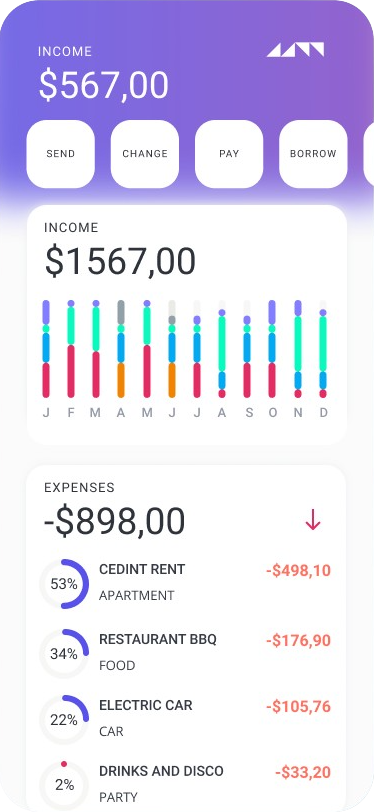 INCOME
$567,00
SEND
CHANGE
PAY
BORROW
INCOME
$1567,00
J F M A M J J A S O N D
EXPENSES
-$898,00
53%
CEDINT RENT
-$498,10
APARTMENT
34%
RESTAURANT BBQ
-$176,90
FOOD
22%
ELECTRIC CAR
-$105,76
CAR
2%
DRINKS AND DISCO
-$33,20
PARTY